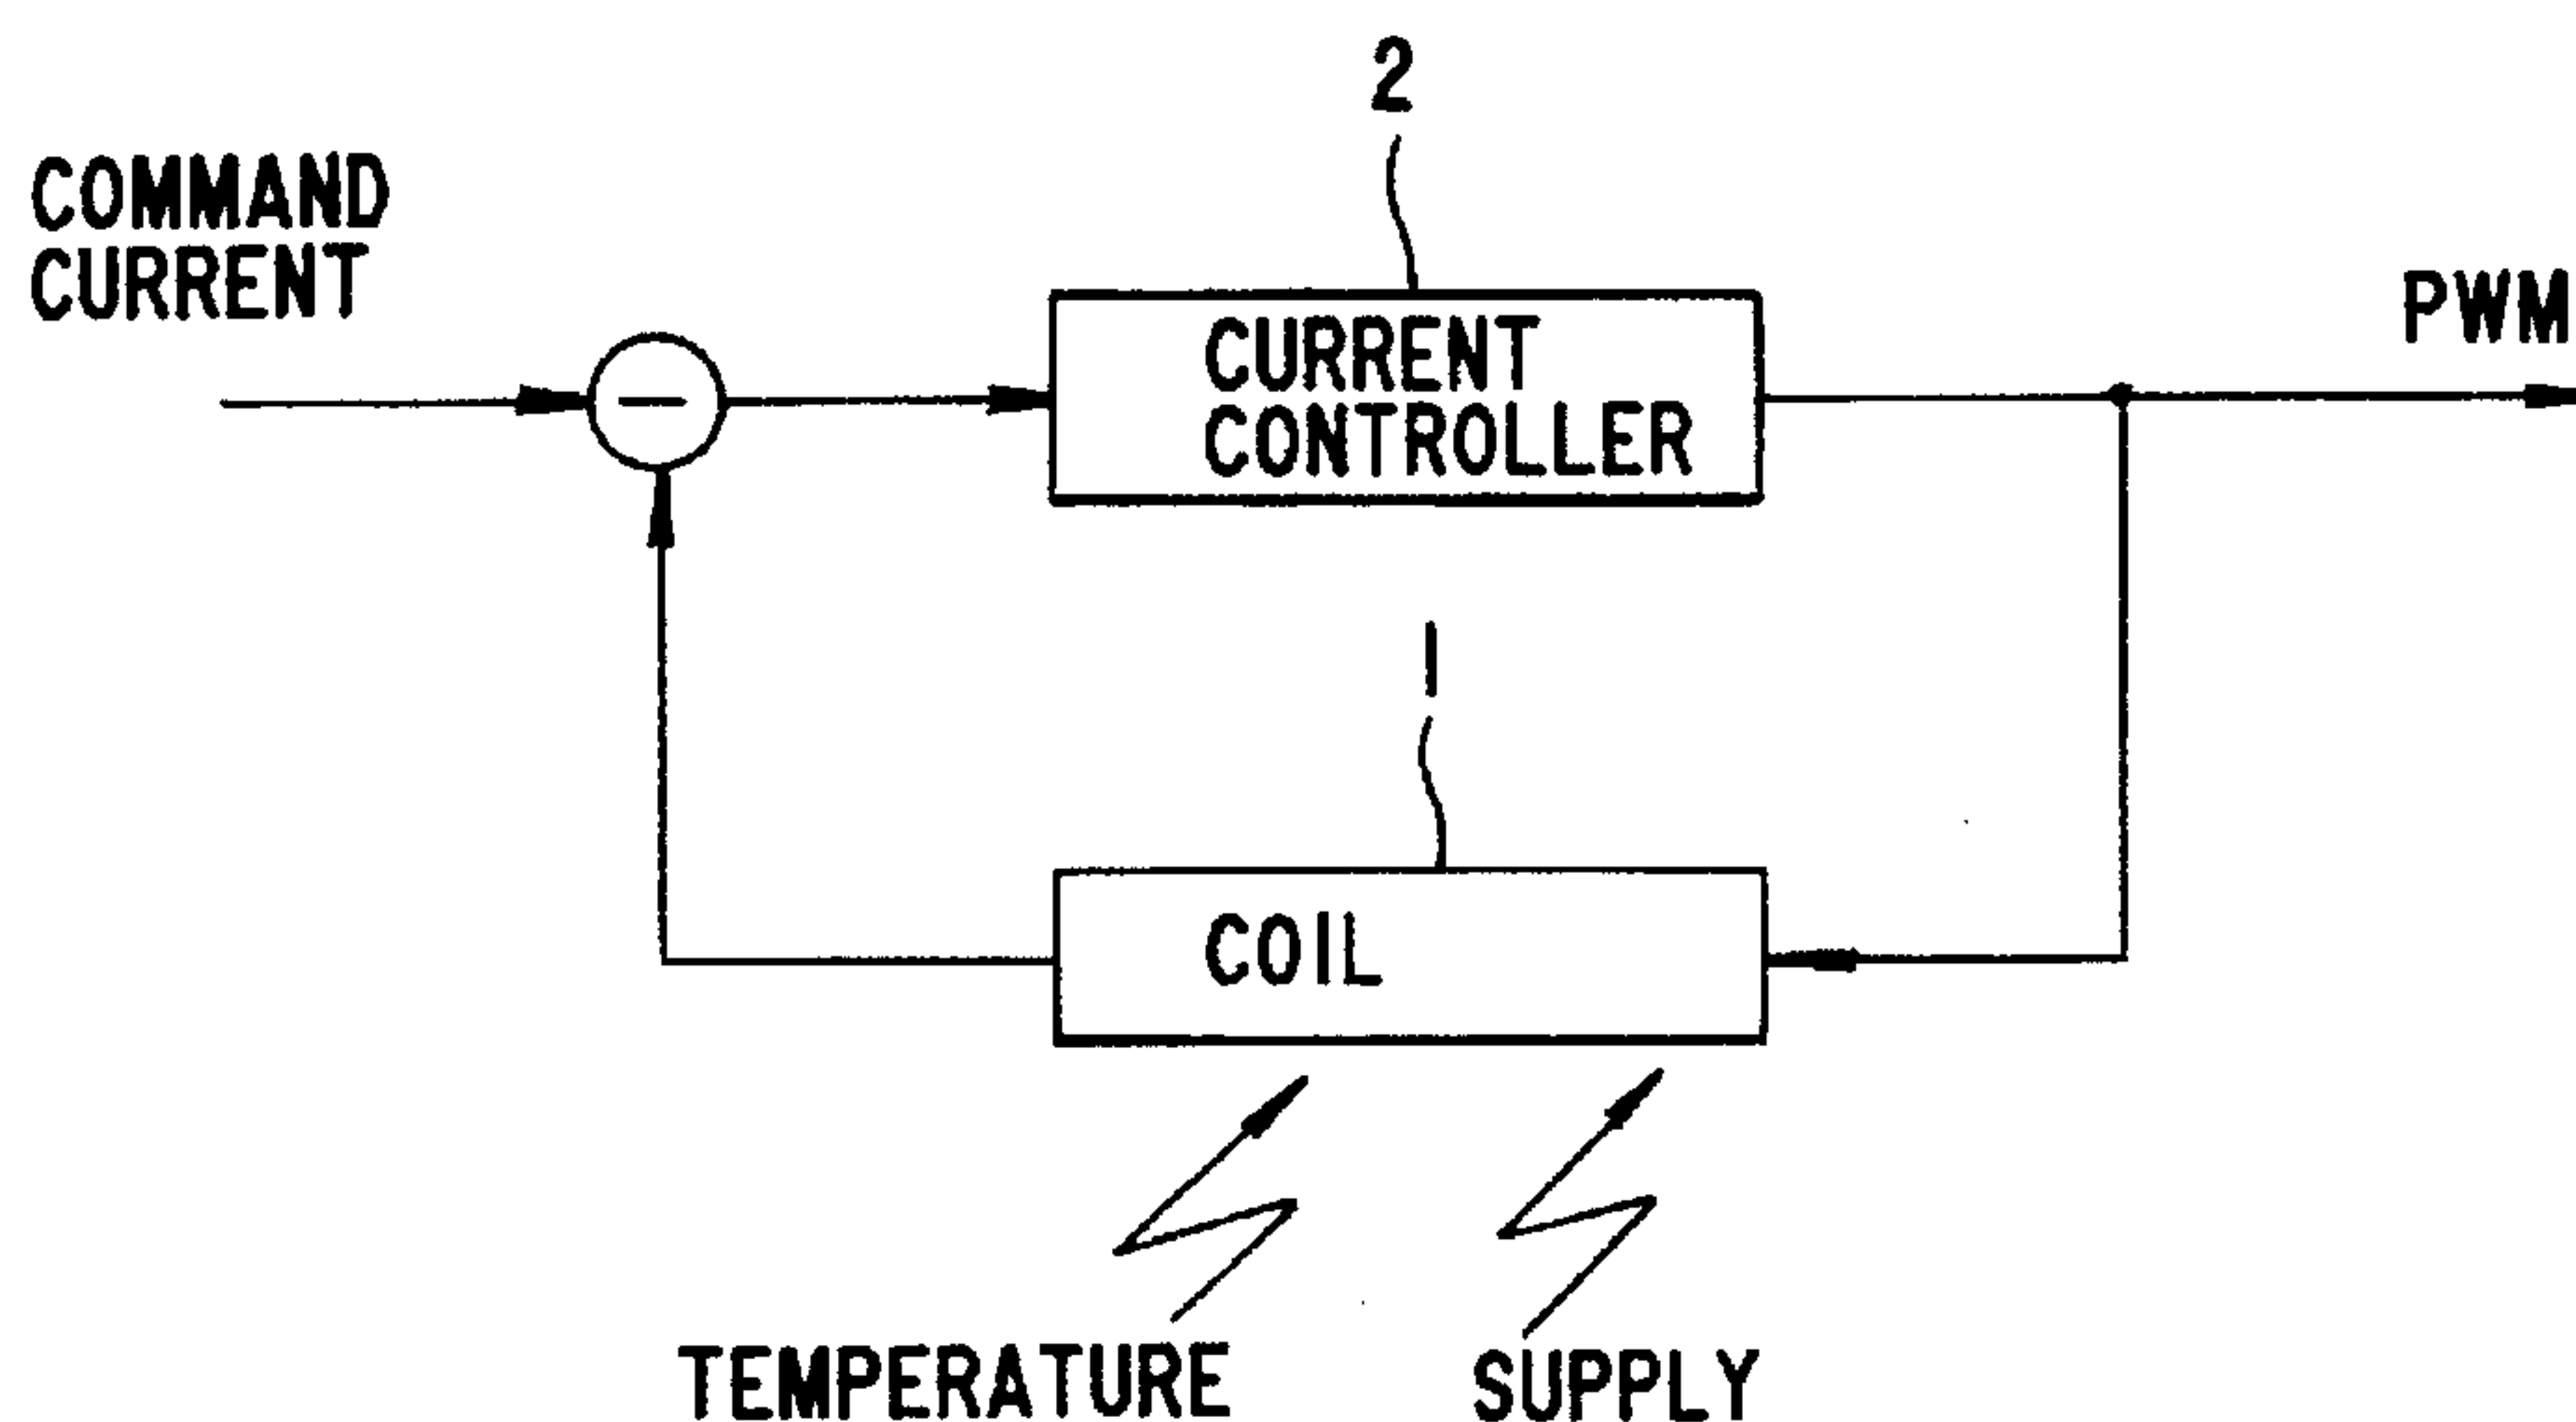 2
COMMAND
CURRENT
PWM
CURRENT
CONTROLLER
1
COIL
TEMPERATURE
SUPPLY